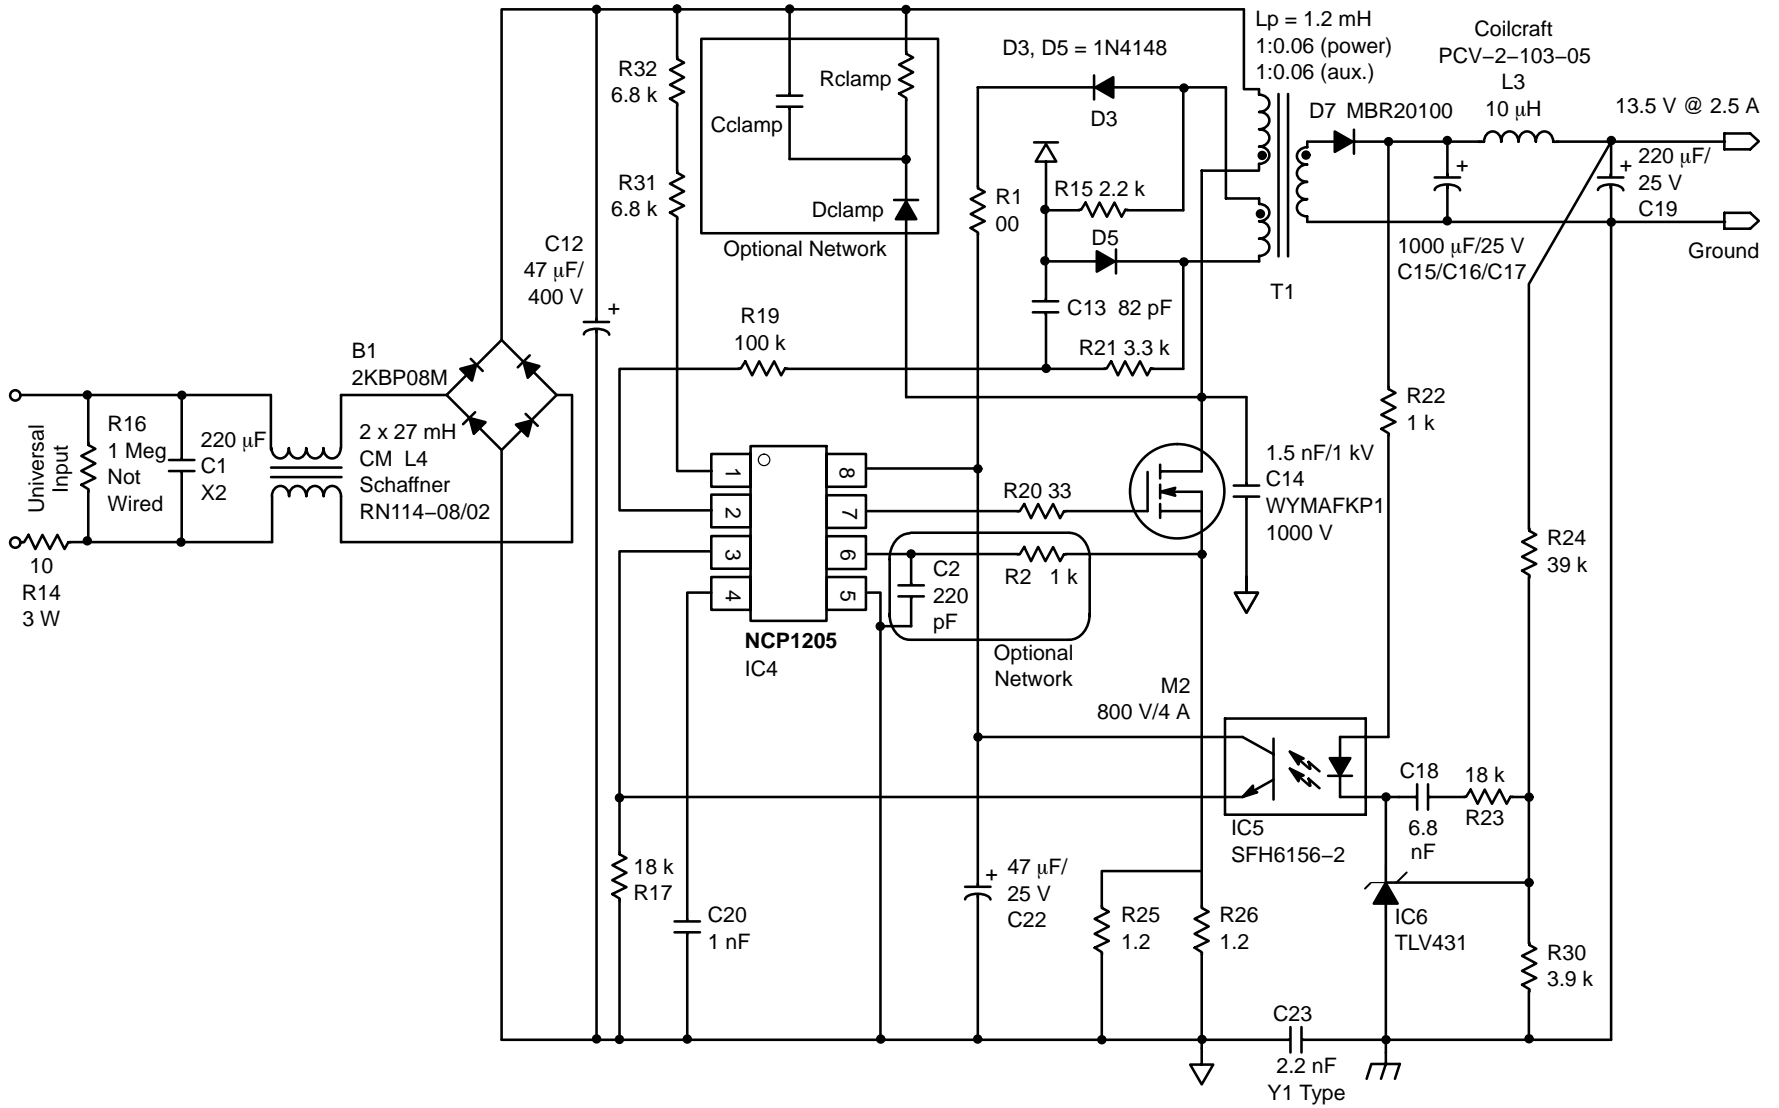 Lp = 1.2 mH
1:0.06 (power)
1:0.06 (aux.)
Coilcraft
PCV–2–103–05
L3
10 μH
D3, D5 = 1N4148
R32
6.8 k
Rclamp
Cclamp
D3
D7 MBR20100
13.5 V @ 2.5 A
R31
6.8 k
Dclamp
Optional Network
R1
00
R15 2.2 k
D5
220 μF/
25 V
C19
C12
47 μF/
400 V
+
+
+
1000 μF/25 V
C15/C16/C17
Ground
T1
C13 82 pF
R19
100 k
R21 3.3 k
B1
2KBP08M
R22
1 k
Universal
Input
R16
1 Meg
Not
Wired
220 μF
C1
X2
2 x 27 mH
CM L4
Schaffner
RN114–08/02
10
R14
3 W
1
2
3
4
8
7
6
5
NCP1205
IC4
R20 33
C2
220
pF
R2 1 k
Optional
Network
1.5 nF/1 kV
C14
WYMAFKP1
1000 V
R24
39 k
M2
800 V/4 A
IC5
SFH6156–2
C18
6.8
nF
18 k
R23
18 k
R17
C20
1 nF
+
47 μF/
25 V
C22
R25
1.2
R26
1.2
IC6
TLV431
R30
3.9 k
C23
2.2 nF
Y1 Type